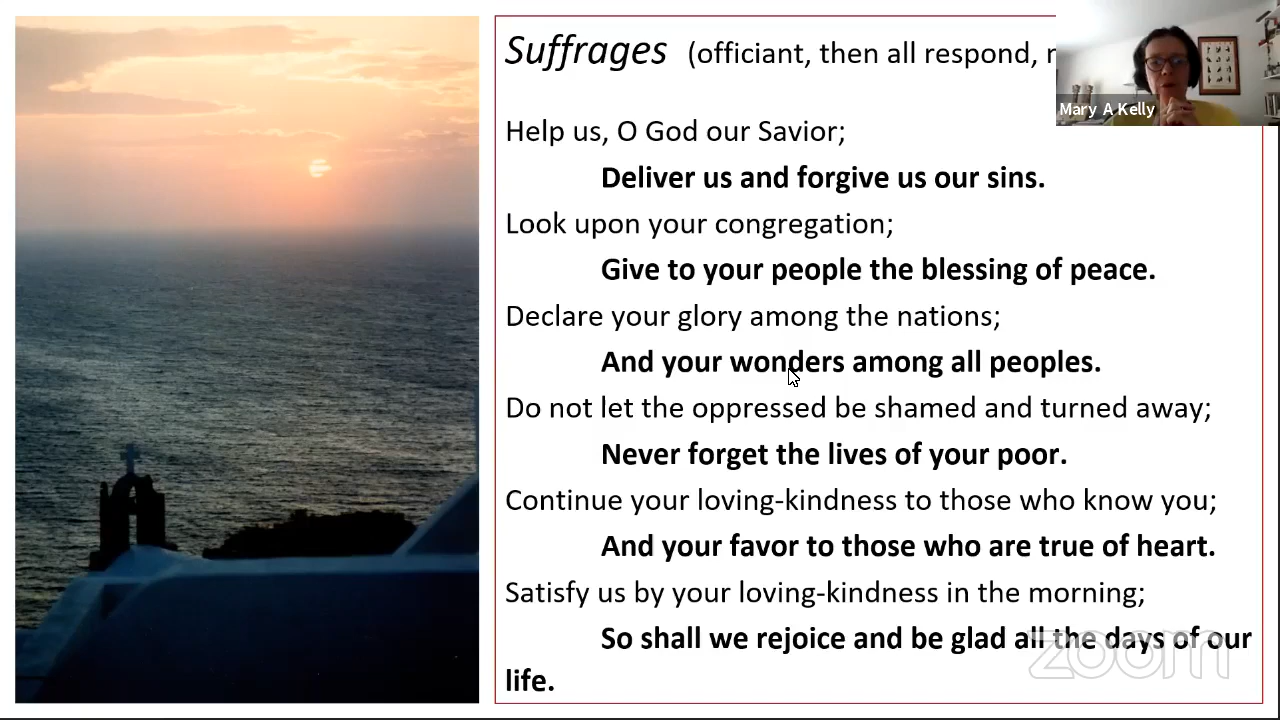 Suffrages (officiant, then all respond,
Mary A Kelly
Help us, O God our Savior;
Deliver us and forgive us our sins.
Look upon your congregation;
Give to your people the blessing of peace.
Declare your glory among the nations;
And your wonders among all peoples.
Do not let the oppressed be shamed and turned away;
Never forget the lives of your poor.
Continue your loving-kindness to those who know you;
And your favor to those who are true of heart.
Satisfy us by your loving-kindness in the morning;
So shall we rejoice and be glad all the days of our
life.
zoom